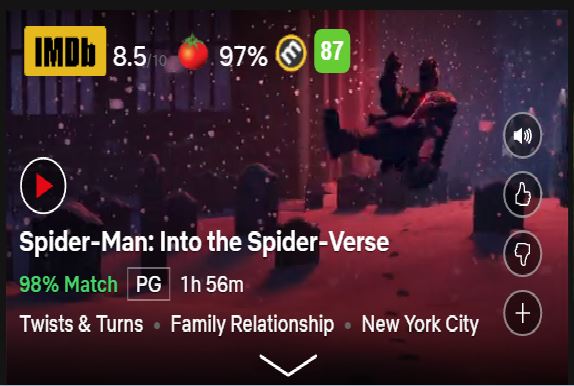 IMDb 8.5/10 97% 87
Spider-Man: Into the Spider-Verse
98% Match PG 1h 56m
Twists & Turns • Family Relationship • New York City